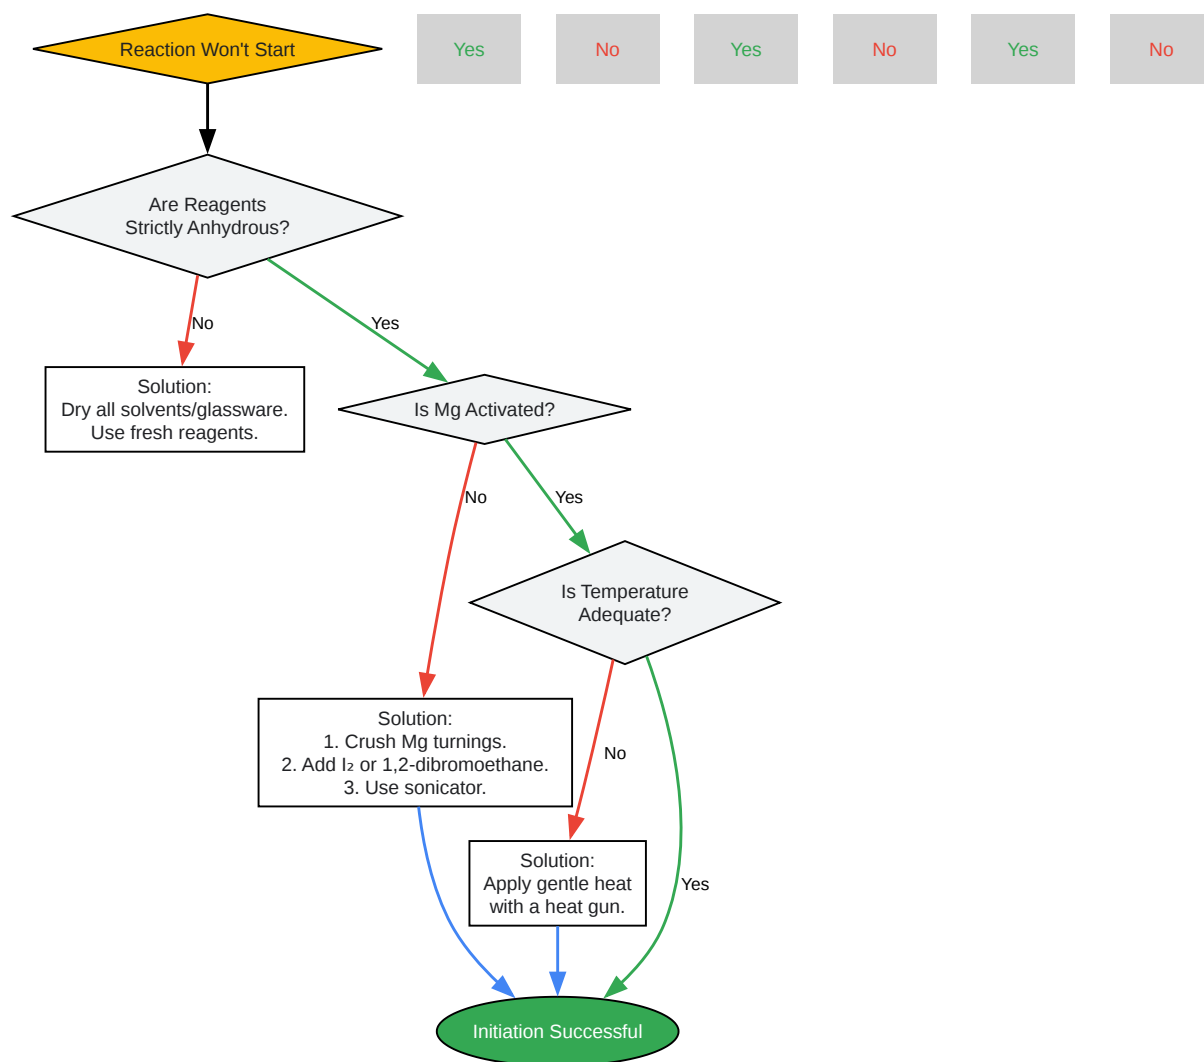 Reaction Won't Start
Yes
No
Yes
No
Yes
No
Are Reagents
Strictly Anhydrous?
No
Yes
Solution:
Dry all solvents/glassware.
Use fresh reagents.
Is Mg Activated?
No
Yes
Is Temperature
Adequate?
Solution:
1. Crush Mg turnings.
2. Add I₂ or 1,2-dibromoethane.
3. Use sonicator.
No
Solution:
Apply gentle heat
with a heat gun.
Yes
Initiation Successful